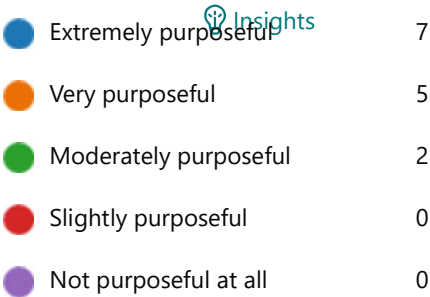 Insights
Extremely purposeful 7
Very purposeful 5
Moderately purposeful 2
Slightly purposeful 0
Not purposeful at all 0